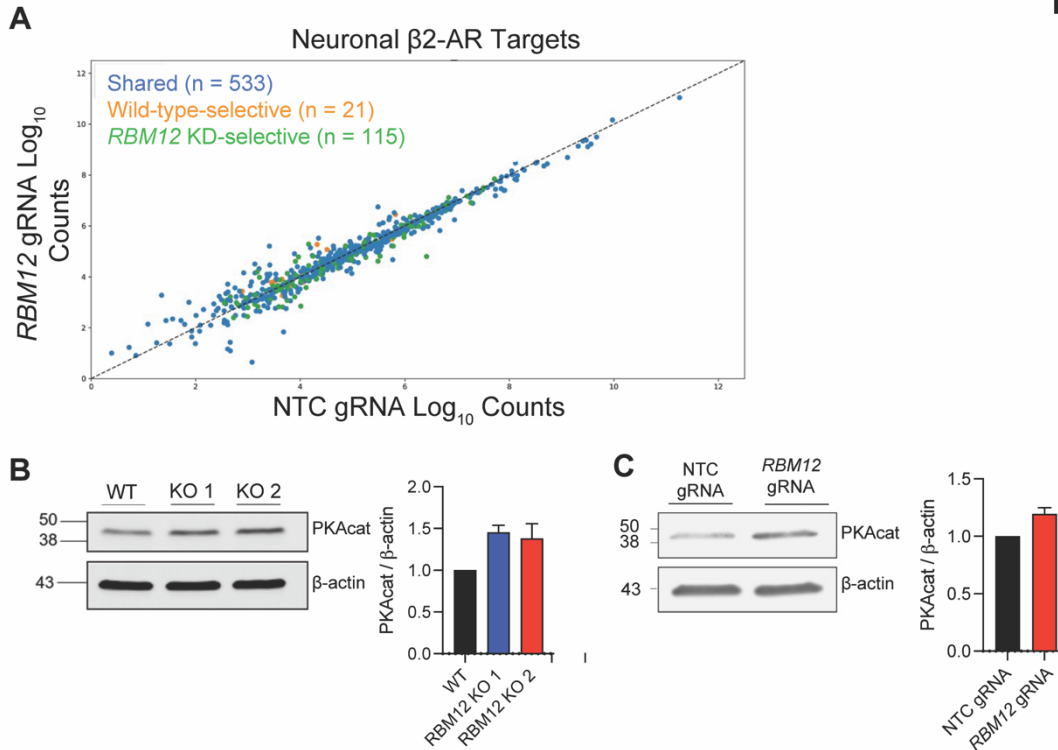 A
Neuronal β2-AR Targets
Shared (n = 533)
Wild-type-selective (n = 21)
RBM12 KD-selective (n = 115)
RBM12 gRNA Log10
Counts
12
10
8
6
4
2
0
0 2 4 6 8 10 12
NTC gRNA Log10 Counts
B
WT KO 1 KO 2
50
38
PKAcat
43
β-actin
PKAcat / β-actin
2.0
1.5
1.0
0.5
0.0
WT
RBM12 KO 1
RBM12 KO 2
C
NTC
gRNA
RBM12
gRNA
50
38
PKAcat
43
β-actin
PKAcat / β-actin
1.5
1.0
0.5
0.0
NTC gRNA
RBM12 gRNA